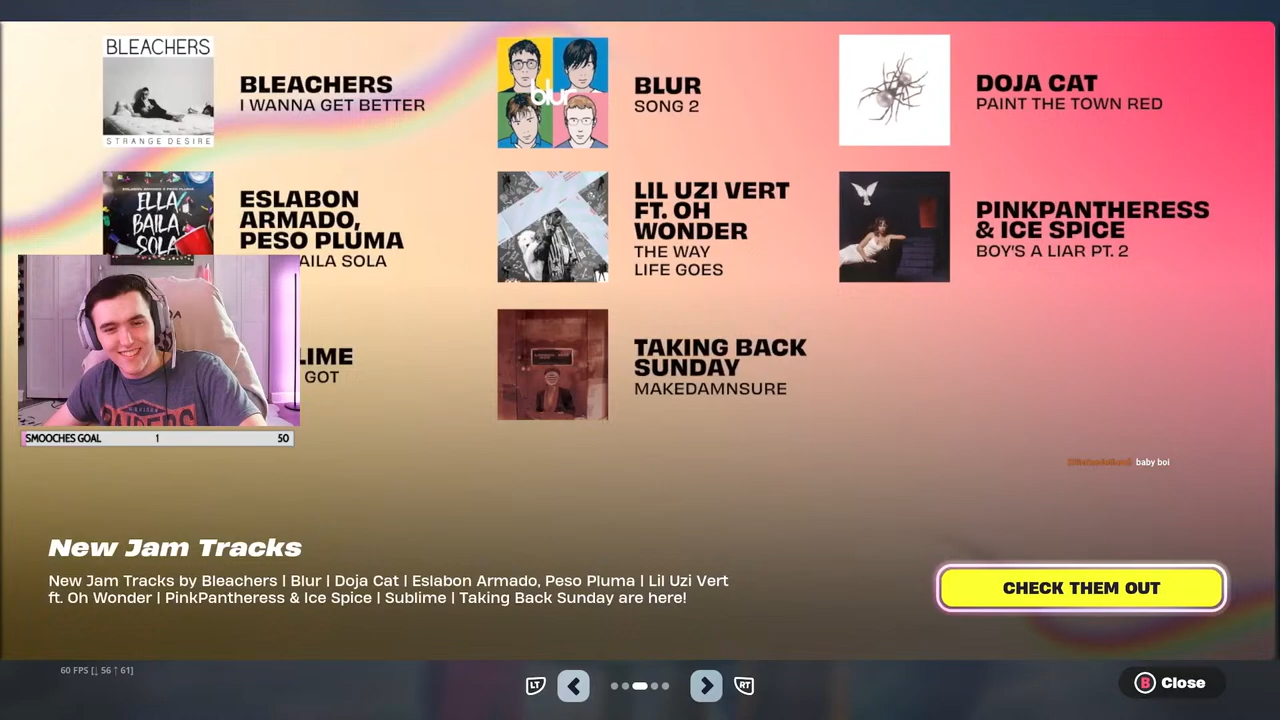 BLEACHERS
STRANGE DESIRE
BLEACHERS
I WANNA GET BETTER
blur
BLUR
SONG 2
DOJA CAT
PAINT THE TOWN RED
ELLA
BAILA
SOLA
ESLABON
ARMADO,
PESO PLUMA
AILA SOLA
LIL UZI VERT
FT. OH
WONDER
THE WAY
LIFE GOES
PINKPANTHERESS
& ICE SPICE
BOY'S A LIAR PT. 2
LIME
GOT
TAKING BACK
SUNDAY
MAKEDAMNSURE
SMOOCHES GOAL 1 50
baby boi
New Jam Tracks
New Jam Tracks by Bleachers | Blur | Doja Cat | Eslabon Armado, Peso Pluma | Lil Uzi Vert
ft. Oh Wonder | PinkPantheress & Ice Spice | Sublime | Taking Back Sunday are here!
CHECK THEM OUT
60 FPS [↓ 56 ↑ 61]
LT
RT
B Close